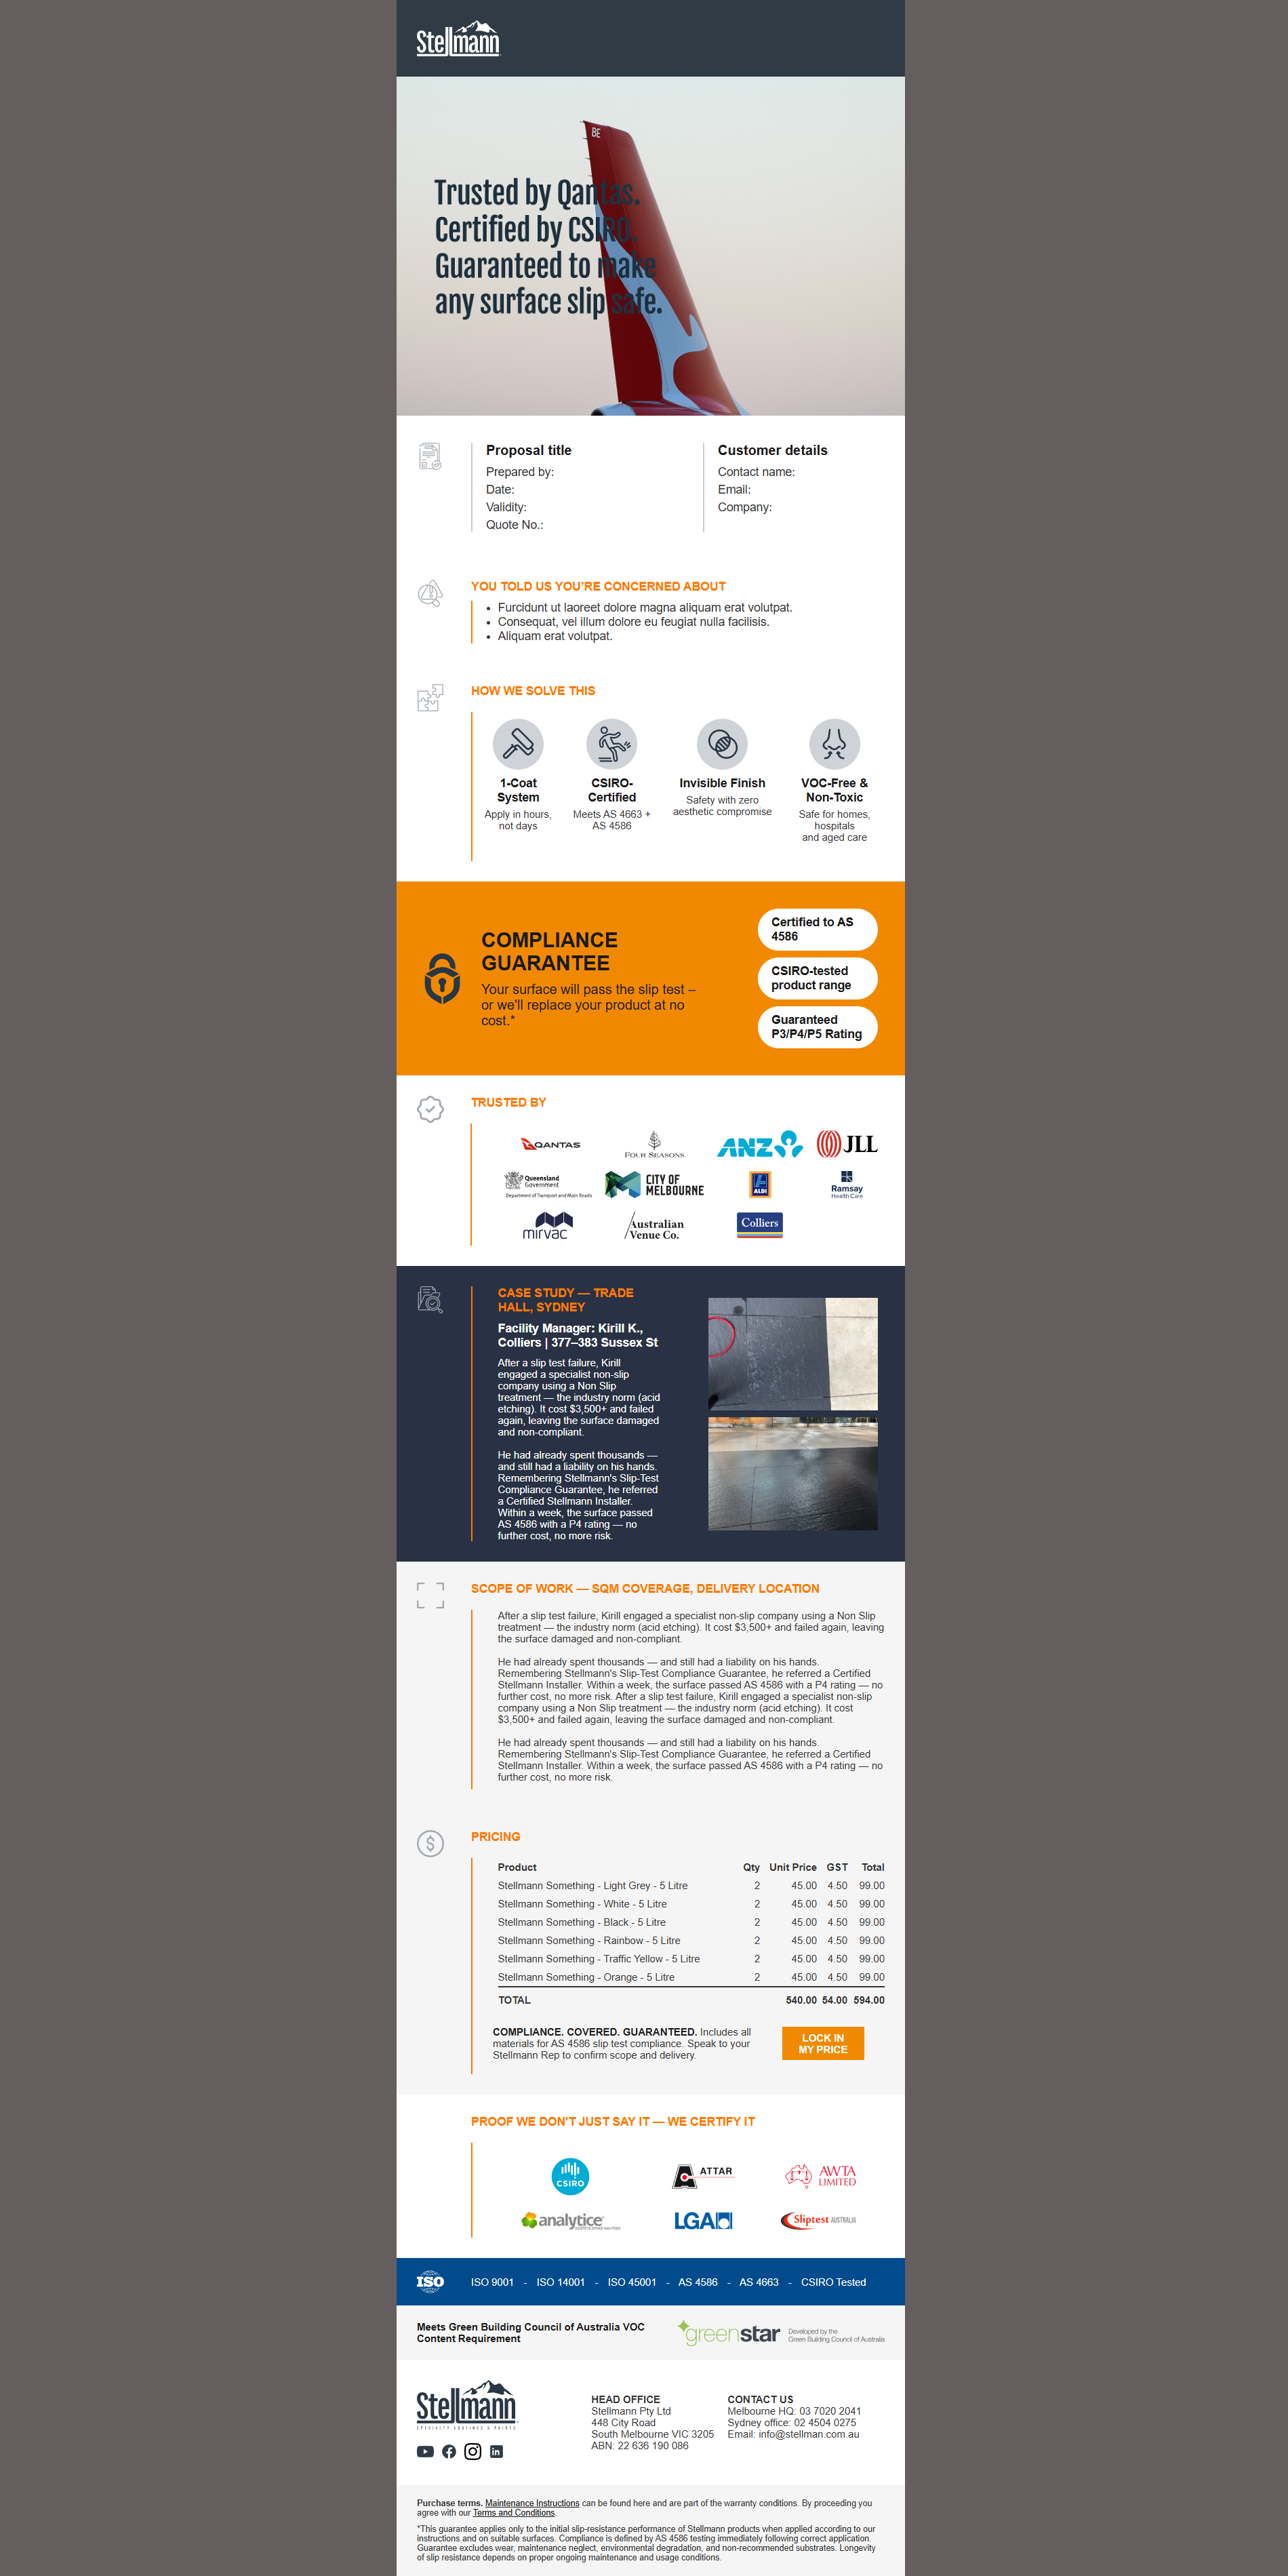 Stellmann
BE
Trusted by Qantas.
Certified by CSIRO.
Guaranteed to make
any surface slip safe.
Proposal title
Prepared by:
Date:
Validity:
Quote No.:
Customer details
Contact name:
Email:
Company:
YOU TOLD US YOU'RE CONCERNED ABOUT
• Furcidunt ut laoreet dolore magna aliquam erat volutpat.
• Consequat, vel illum dolore eu feugiat nulla facilisis.
• Aliquam erat volutpat.
HOW WE SOLVE THIS
1-Coat
System
Apply in hours,
not days
CSIRO-
Certified
Meets AS 4663 +
AS 4586
Invisible Finish
Safety with zero
aesthetic compromise
VOC-Free &
Non-Toxic
Safe for homes,
hospitals
and aged care
COMPLIANCE
GUARANTEE
Your surface will pass the slip test –
or we'll replace your product at no
cost.*
Certified to AS
4586
CSIRO-tested
product range
Guaranteed
P3/P4/P5 Rating
TRUSTED BY
QANTAS
FOUR SEASONS
ANZ
JLL
Queensland
Government
Department of Transport and Main Roads
CITY OF
MELBOURNE
ALDI
Ramsay
Health Care
mirvac
Australian
Venue Co.
Colliers
CASE STUDY — TRADE
HALL, SYDNEY
Facility Manager: Kirill K.,
Colliers | 377–383 Sussex St
After a slip test failure, Kirill
engaged a specialist non-slip
company using a Non Slip
treatment — the industry norm (acid
etching). It cost $3,500+ and failed
again, leaving the surface damaged
and non-compliant.
He had already spent thousands —
and still had a liability on his hands.
Remembering Stellmann's Slip-Test
Compliance Guarantee, he referred
a Certified Stellmann Installer.
Within a week, the surface passed
AS 4586 with a P4 rating — no
further cost, no more risk.
SCOPE OF WORK — SQM COVERAGE, DELIVERY LOCATION
After a slip test failure, Kirill engaged a specialist non-slip company using a Non Slip
treatment — the industry norm (acid etching). It cost $3,500+ and failed again, leaving
the surface damaged and non-compliant.
He had already spent thousands — and still had a liability on his hands.
Remembering Stellmann's Slip-Test Compliance Guarantee, he referred a Certified
Stellmann Installer. Within a week, the surface passed AS 4586 with a P4 rating — no
further cost, no more risk. After a slip test failure, Kirill engaged a specialist non-slip
company using a Non Slip treatment — the industry norm (acid etching). It cost
$3,500+ and failed again, leaving the surface damaged and non-compliant.
He had already spent thousands — and still had a liability on his hands.
Remembering Stellmann's Slip-Test Compliance Guarantee, he referred a Certified
Stellmann Installer. Within a week, the surface passed AS 4586 with a P4 rating — no
further cost, no more risk.
PRICING
Product Qty Unit Price GST Total
Stellmann Something - Light Grey - 5 Litre 2 45.00 4.50 99.00
Stellmann Something - White - 5 Litre 2 45.00 4.50 99.00
Stellmann Something - Black - 5 Litre 2 45.00 4.50 99.00
Stellmann Something - Rainbow - 5 Litre 2 45.00 4.50 99.00
Stellmann Something - Traffic Yellow - 5 Litre 2 45.00 4.50 99.00
Stellmann Something - Orange - 5 Litre 2 45.00 4.50 99.00
TOTAL 540.00 54.00 594.00
COMPLIANCE. COVERED. GUARANTEED. Includes all
materials for AS 4586 slip test compliance. Speak to your
Stellmann Rep to confirm scope and delivery.
LOCK IN
MY PRICE
PROOF WE DON'T JUST SAY IT — WE CERTIFY IT
CSIRO
ATTAR
AWTA
LIMITED
analytice
LGAI
Sliptest AUSTRALIA
ISO
ISO 9001 - ISO 14001 - ISO 45001 - AS 4586 - AS 4663 - CSIRO Tested
Meets Green Building Council of Australia VOC
Content Requirement
greenstar
Developed by the
Green Building Council of Australia
Stellmann
SPECIALTY COATINGS & PAINTS
HEAD OFFICE
Stellmann Pty Ltd
448 City Road
South Melbourne VIC 3205
ABN: 22 636 190 086
CONTACT US
Melbourne HQ: 03 7020 2041
Sydney office: 02 4504 0275
Email: info@stellman.com.au
Purchase terms. Maintenance Instructions can be found here and are part of the warranty conditions. By proceeding you
agree with our Terms and Conditions.
*This guarantee applies only to the initial slip-resistance performance of Stellmann products when applied according to our
instructions and on suitable surfaces. Compliance is defined by AS 4586 testing immediately following correct application.
Guarantee excludes wear, maintenance neglect, environmental degradation, and non-recommended substrates. Longevity
of slip resistance depends on proper ongoing maintenance and usage conditions.